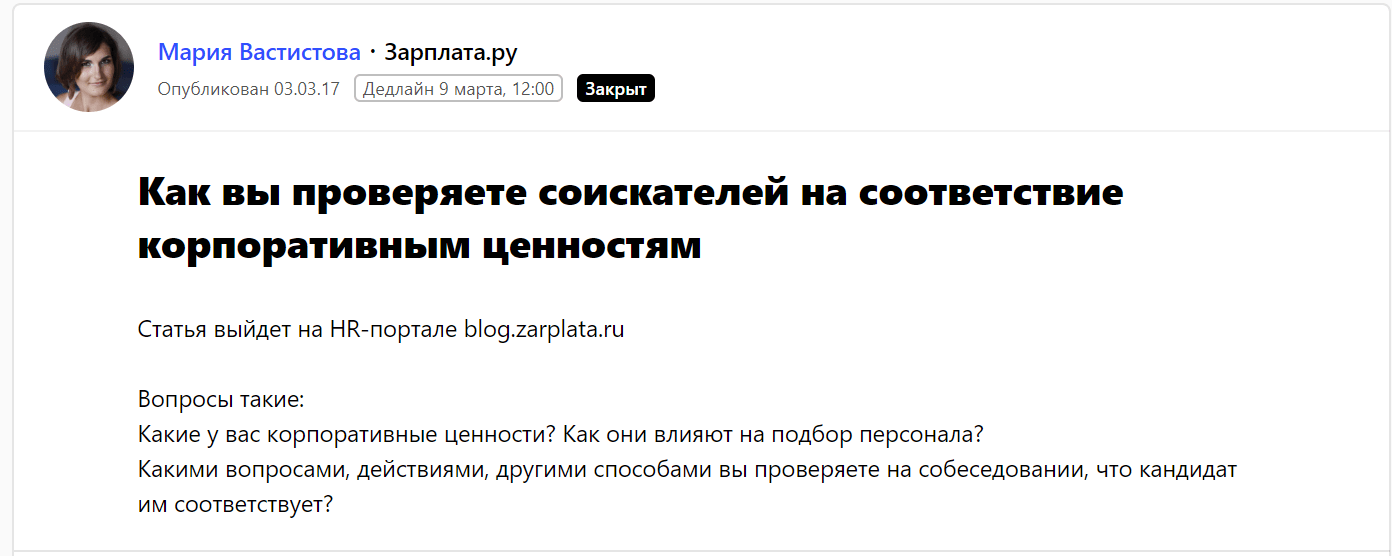 Мария Вастистова · Зарплата.ру
Опубликован 03.03.17 Дедлайн 9 марта, 12:00 Закрыт
Как вы проверяете соискателей на соответствие
корпоративным ценностям
Статья выйдет на HR-портале blog.zarplata.ru
Вопросы такие:
Какие у вас корпоративные ценности? Как они влияют на подбор персонала?
Какими вопросами, действиями, другими способами вы проверяете на собеседовании, что кандидат
им соответствует?